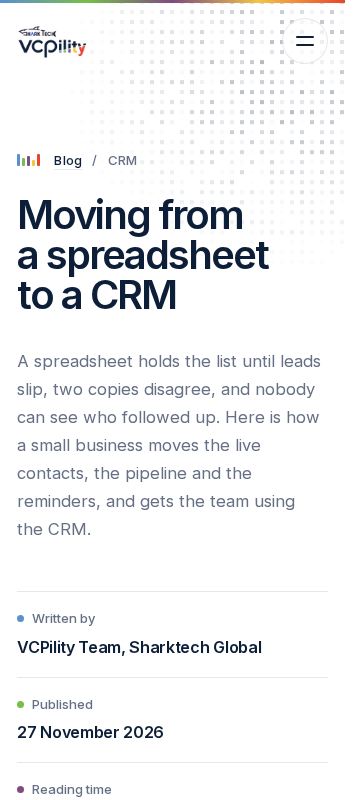 SHARK TECH
vcpility
Blog / CRM
Moving from
a spreadsheet
to a CRM
A spreadsheet holds the list until leads
slip, two copies disagree, and nobody
can see who followed up. Here is how
a small business moves the live
contacts, the pipeline and the
reminders, and gets the team using
the CRM.
Written by
VCPility Team, Sharktech Global
Published
27 November 2026
Reading time